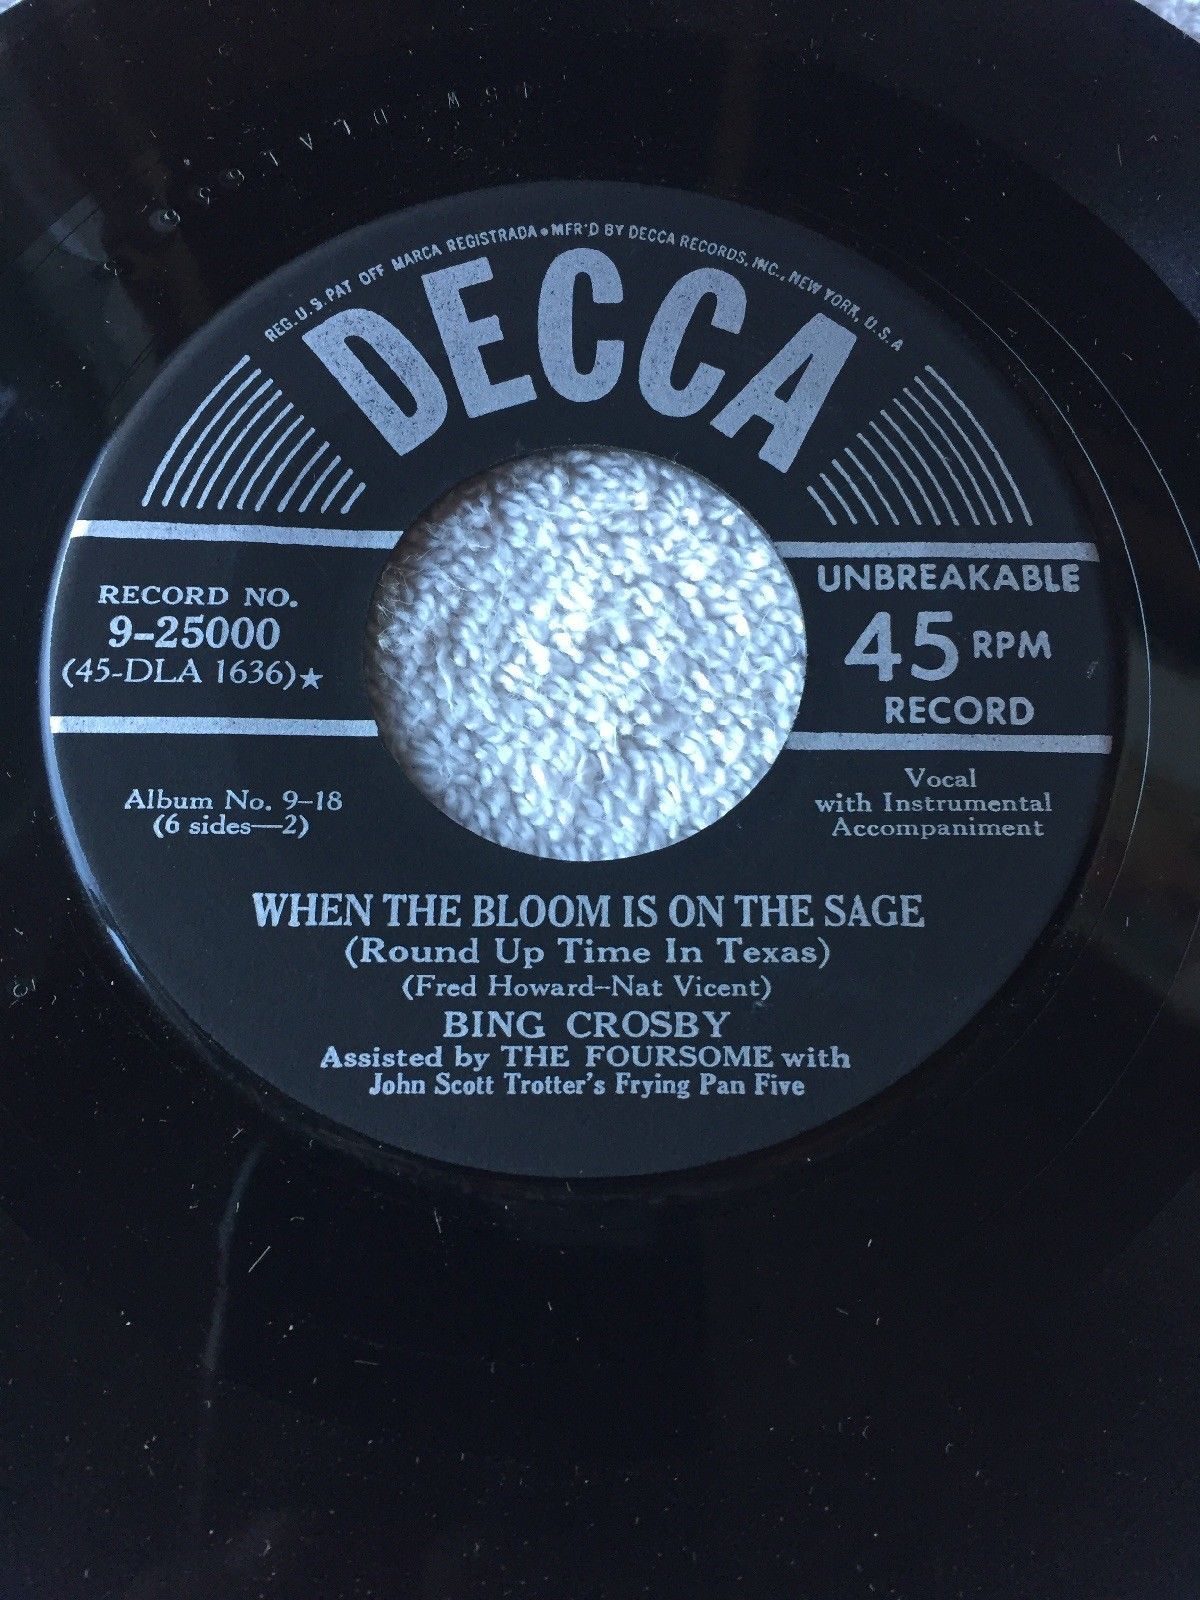 REG. U. S. PAT OFF MARCA REGISTRADA • MFR'D BY DECCA RECORDS, INC., NEW YORK, U.S.A
DECCA
RECORD NO.
9-25000
(45-DLA 1636)★
UNBREAKABLE
45 RPM
RECORD
Album No. 9-18
(6 sides—2)
Vocal
with Instrumental
Accompaniment
WHEN THE BLOOM IS ON THE SAGE
(Round Up Time In Texas)
(Fred Howard-Nat Vicent)
BING CROSBY
Assisted by THE FOURSOME with
John Scott Trotter's Frying Pan Five